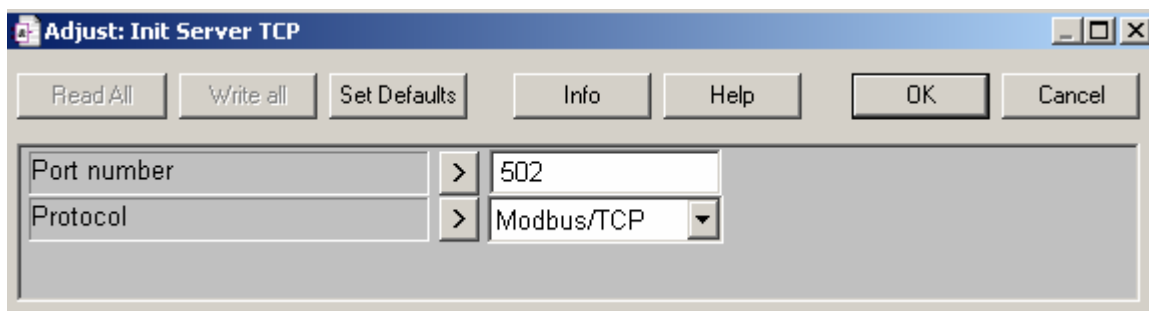 Adjust: Init Server TCP
Read All Write all Set Defaults Info Help OK Cancel
Port number > 502
Protocol > Modbus/TCP